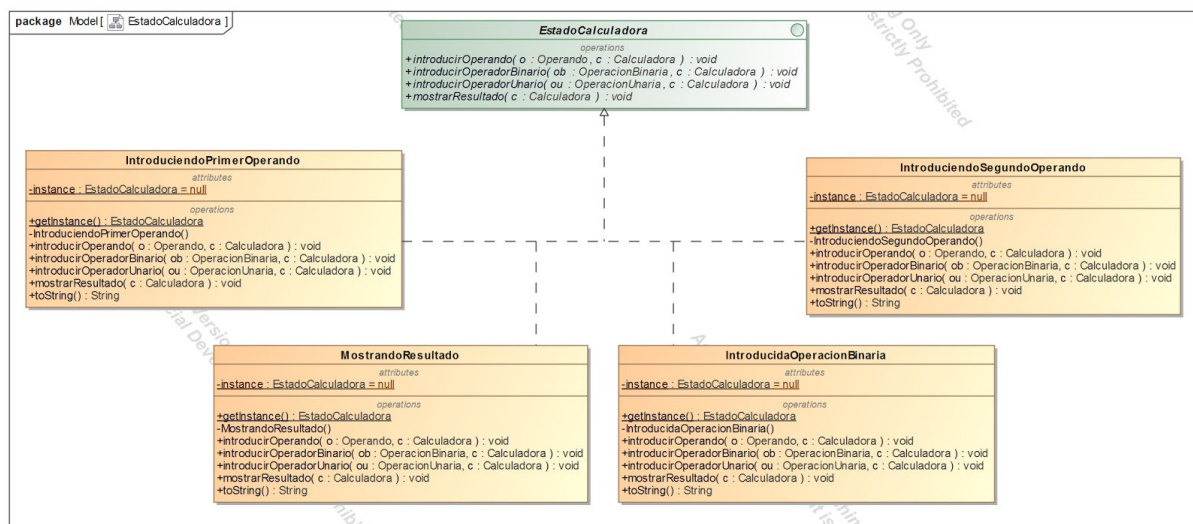 package Model [ EstadoCalculadora ]
EstadoCalculadora
operations
+introducirOperando( o : Operando, c : Calculadora ) : void
+introducirOperadorBinario( ob : OperacionBinaria, c : Calculadora ) : void
+introducirOperadorUnario( ou : OperacionUnaria, c : Calculadora ) : void
+mostrarResultado( c : Calculadora ) : void
IntroduciendoPrimerOperando
attributes
-instance : EstadoCalculadora = null
operations
+getInstance() : EstadoCalculadora
-IntroduciendoPrimerOperando()
+introducirOperando( o : Operando, c : Calculadora ) : void
+introducirOperadorBinario( ob : OperacionBinaria, c : Calculadora ) : void
+introducirOperadorUnario( ou : OperacionUnaria, c : Calculadora ) : void
+mostrarResultado( c : Calculadora ) : void
+toString() : String
IntroduciendoSegundoOperando
attributes
-instance : EstadoCalculadora = null
operations
+getInstance() : EstadoCalculadora
-IntroduciendoSegundoOperando()
+introducirOperando( o : Operando, c : Calculadora ) : void
+introducirOperadorBinario( ob : OperacionBinaria, c : Calculadora ) : void
+introducirOperadorUnario( ou : OperacionUnaria, c : Calculadora ) : void
+mostrarResultado( c : Calculadora ) : void
+toString() : String
MostrandoResultado
attributes
-instance : EstadoCalculadora = null
operations
+getInstance() : EstadoCalculadora
-MostrandoResultado()
+introducirOperando( o : Operando, c : Calculadora ) : void
+introducirOperadorBinario( ob : OperacionBinaria, c : Calculadora ) : void
+introducirOperadorUnario( ou : OperacionUnaria, c : Calculadora ) : void
+mostrarResultado( c : Calculadora ) : void
+toString() : String
IntroducidaOperacionBinaria
attributes
-instance : EstadoCalculadora = null
operations
+getInstance() : EstadoCalculadora
-IntroducidaOperacionBinaria()
+introducirOperando( o : Operando, c : Calculadora ) : void
+introducirOperadorBinario( ob : OperacionBinaria, c : Calculadora ) : void
+introducirOperadorUnario( ou : OperacionUnaria, c : Calculadora ) : void
+mostrarResultado( c : Calculadora ) : void
+toString() : String
Only
strictly Prohibited